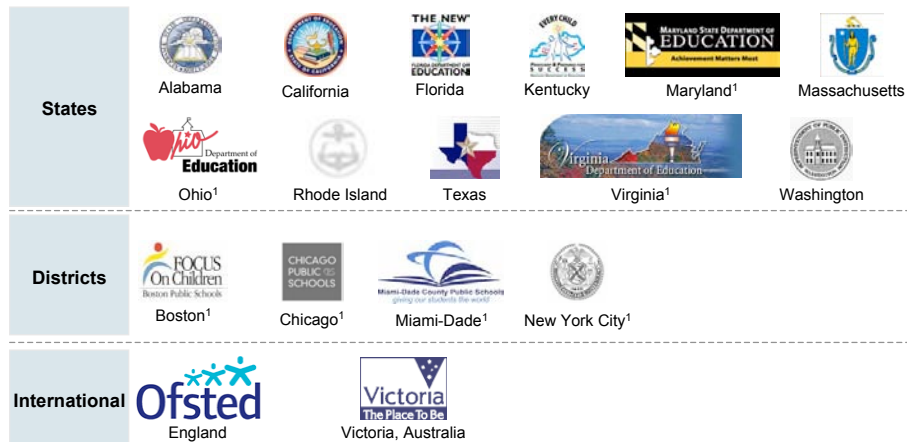 States
Alabama
California
THE NEW
FLORIDA DEPARTMENT OF
EDUCATION
Florida
EVERY CHILD
SUCCESS
Kentucky
MARYLAND STATE DEPARTMENT OF
EDUCATION
Achievement Matters Most
Maryland¹
Massachusetts
Ohio
Department of
Education
Ohio¹
Rhode Island
Texas
Virginia
Department of Education
Virginia¹
Washington
Districts
FOCUS
On Children
Boston Public Schools
Boston¹
CHICAGO
PUBLIC
SCHOOLS
Chicago¹
Miami-Dade County Public Schools
giving our students the world
Miami-Dade¹
New York City¹
International
Ofsted
England
Victoria
The Place To Be
Victoria, Australia